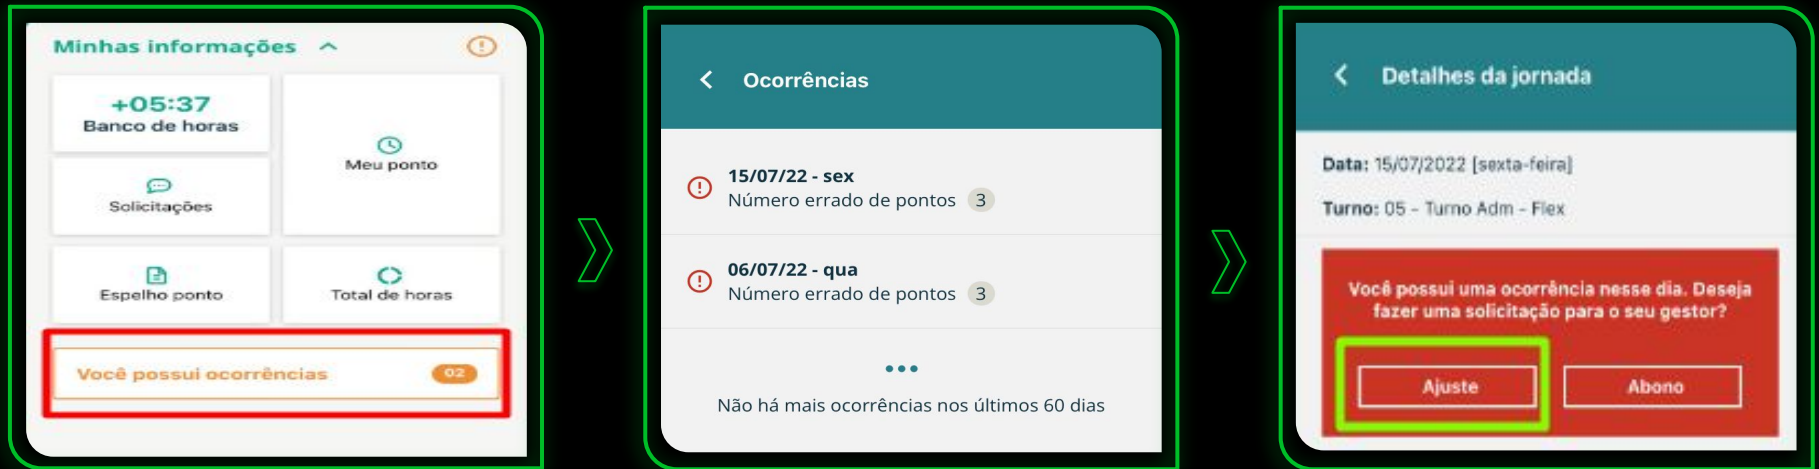 Minhas informações
+05:37
Banco de horas
Meu ponto
Solicitações
Espelho ponto
Total de horas
Você possui ocorrências 02
Ocorrências
15/07/22 - sex
Número errado de pontos 3
06/07/22 - qua
Número errado de pontos 3
Não há mais ocorrências nos últimos 60 dias
Detalhes da jornada
Data: 15/07/2022 [sexta-feira]
Turno: 05 - Turno Adm - Flex
Você possui uma ocorrência nesse dia. Deseja
fazer uma solicitação para o seu gestor?
Ajuste Abono